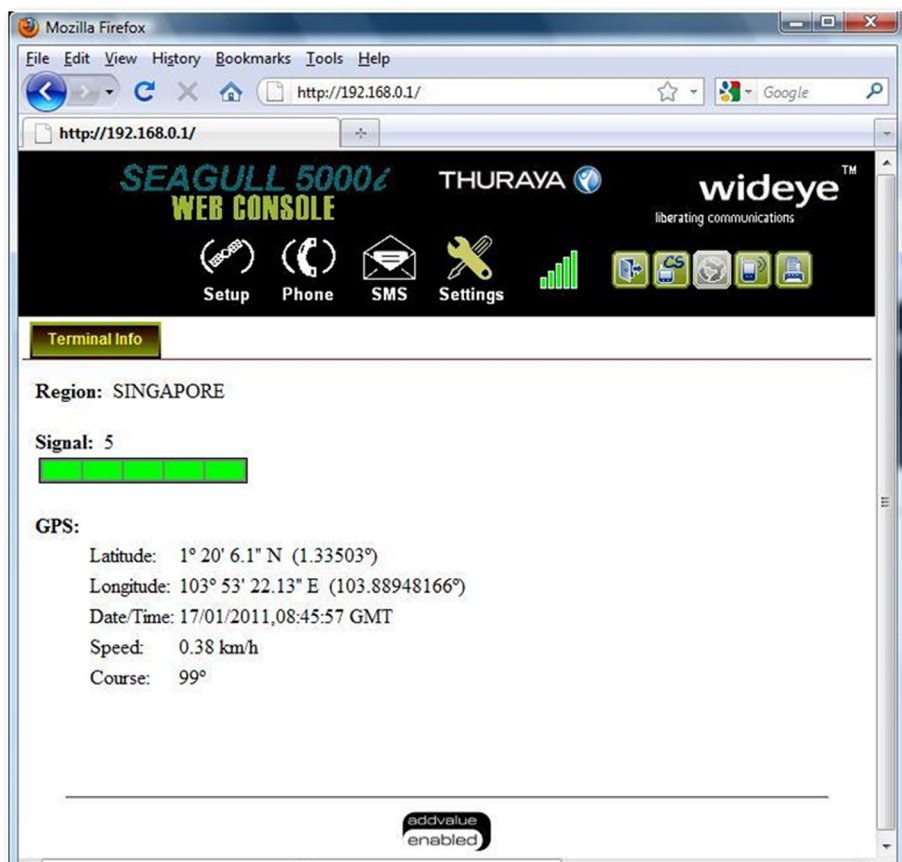 Mozilla Firefox
File Edit View History Bookmarks Tools Help
http://192.168.0.1/
Google
http://192.168.0.1/
SEAGULL 5000i
WEB CONSOLE
THURAYA
wideye™
liberating communications
Setup Phone SMS Settings
CS
Terminal Info
Region: SINGAPORE
Signal: 5
GPS:
Latitude: 1° 20' 6.1" N (1.33503°)
Longitude: 103° 53' 22.13" E (103.88948166°)
Date/Time: 17/01/2011,08:45:57 GMT
Speed: 0.38 km/h
Course: 99°
addvalue
enabled